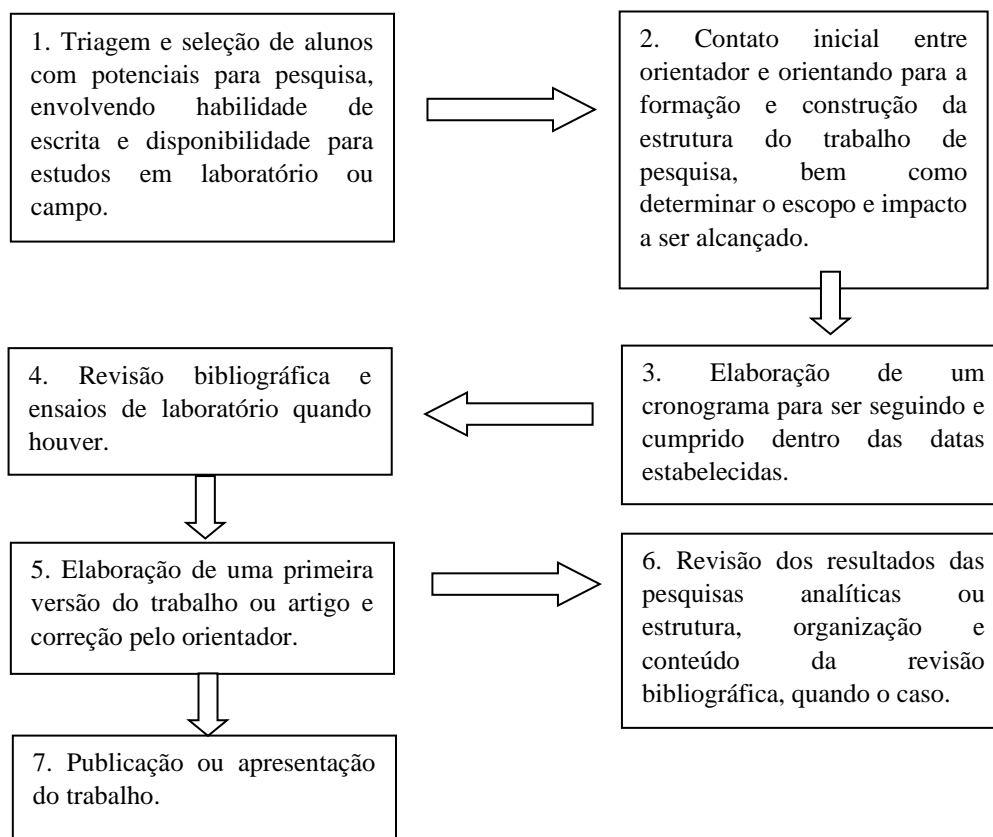 1. Triagem e seleção de alunos
com potenciais para pesquisa,
envolvendo habilidade de
escrita e disponibilidade para
estudos em laboratório ou
campo.
2. Contato inicial entre
orientador e orientando para a
formação e construção da
estrutura do trabalho de
pesquisa, bem como
determinar o escopo e impacto
a ser alcançado.
3. Elaboração de um
cronograma para ser seguindo e
cumprido dentro das datas
estabelecidas.
4. Revisão bibliográfica e
ensaios de laboratório quando
houver.
5. Elaboração de uma primeira
versão do trabalho ou artigo e
correção pelo orientador.
6. Revisão dos resultados das
pesquisas analíticas ou
estrutura, organização e
conteúdo da revisão
bibliográfica, quando o caso.
7. Publicação ou apresentação
do trabalho.